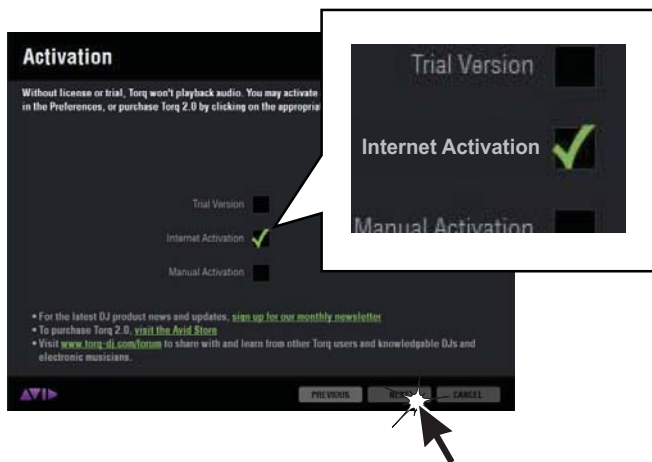 Activation
Without license or trial, Torq won't playback audio. You may activate
in the Preferences, or purchase Torq 2.0 by clicking on the appropria
Trial Version
Internet Activation
Manual Activation
Trial Version
Internet Activation
Manual Activation
• For the latest DJ product news and updates, sign up for our monthly newsletter
• To purchase Torq 2.0, visit the Avid Store
• Visit www.torq-dj.com/forum to share with and learn from other Torq users and knowledgable DJs and
electronic musicians.
AVID
PREVIOUS
CANCEL